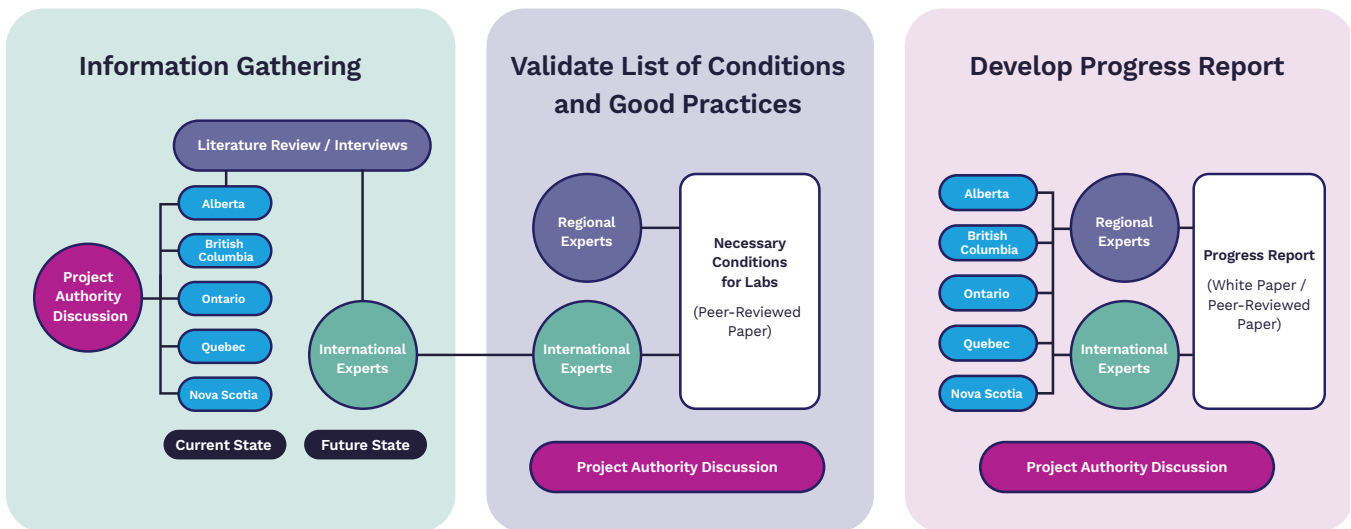 Information Gathering
Literature Review / Interviews
Alberta
British
Columbia
Project
Authority
Discussion
Ontario
Quebec
Nova Scotia
International
Experts
Current State
Future State
Validate List of Conditions
and Good Practices
Regional
Experts
International
Experts
Necessary
Conditions
for Labs
(Peer-Reviewed
Paper)
Project Authority Discussion
Develop Progress Report
Alberta
British
Columbia
Ontario
Quebec
Nova Scotia
Regional
Experts
International
Experts
Progress Report
(White Paper /
Peer-Reviewed
Paper)
Project Authority Discussion